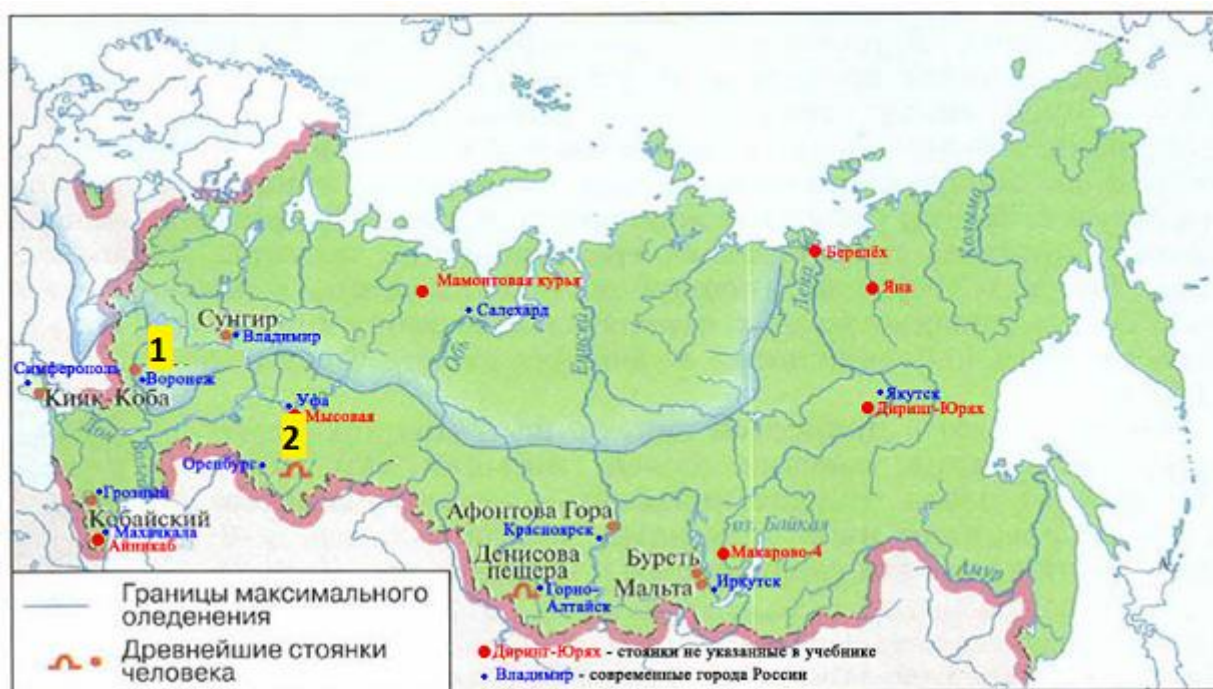 Колыма
Берелёх
Лена
Яна
Мамонтовая курья
Салехард
Обь
Енисей
Сунгир
Владимир
1
Симферополь
Воронеж
Кияк-Коба
Уфа
Мысовая
Якутск
Диринг-Юрях
Дон
2
Оренбург
Грозный
Кобайский
Махачкала
Айникаб
Афонтова Гора
Красноярск
оз. Байкал
Денисова
пещера
Бурсть
Макарово-4
Мальта
Иркутск
Горно-
Алтайск
Амур
Границы максимального
оледенения
Древнейшие стоянки
человека
Диринг-Юрях - стоянки не указанные в учебнике
Владимир - современные города России